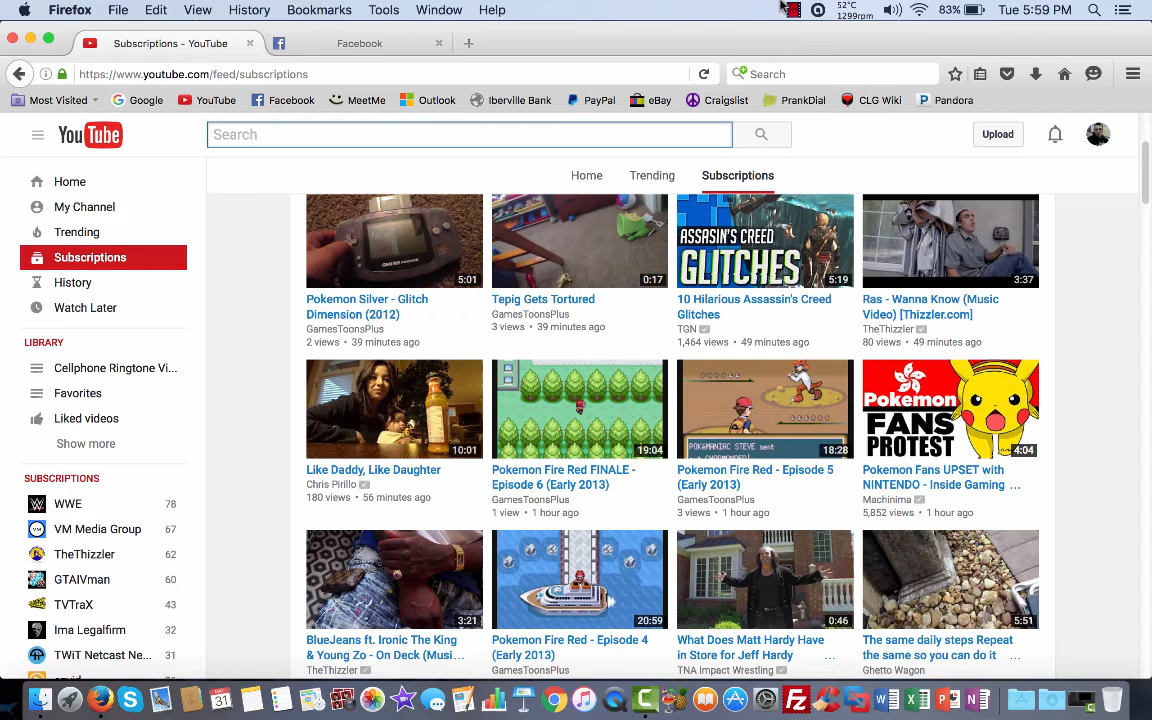 Firefox File Edit View History Bookmarks Tools Window Help 52°C 1299rpm 83% Tue 5:59 PM
Subscriptions - YouTube Facebook
https://www.youtube.com/feed/subscriptions Search
Most Visited Google YouTube Facebook MeetMe Outlook Iberville Bank PayPal eBay Craigslist PrankDial CLG Wiki Pandora
YouTube Search Upload
Home Trending Subscriptions
Home
My Channel
Trending
Subscriptions
History
Watch Later
LIBRARY
Cellphone Ringtone Vi...
Favorites
Liked videos
Show more
SUBSCRIPTIONS
WWE 78
VM Media Group 67
TheThizzler 62
GTAIVman 60
TVTraX 43
Ima Legalfirm 32
TWiT Netcast Ne... 31
5:01
Pokemon Silver - Glitch
Dimension (2012)
GamesToonsPlus
2 views • 39 minutes ago
0:17
Tepig Gets Tortured
GamesToonsPlus
3 views • 39 minutes ago
ASSASIN'S CREED
GLITCHES
5:19
10 Hilarious Assassin's Creed
Glitches
TGN
1,464 views • 49 minutes ago
3:37
Ras - Wanna Know (Music
Video) [Thizzler.com]
TheThizzler
80 views • 49 minutes ago
10:01
Like Daddy, Like Daughter
Chris Pirillo
180 views • 56 minutes ago
19:04
Pokemon Fire Red FINALE -
Episode 6 (Early 2013)
GamesToonsPlus
1 view • 1 hour ago
POKéMANIAC STEVE sent
18:28
Pokemon Fire Red - Episode 5
(Early 2013)
GamesToonsPlus
3 views • 1 hour ago
Pokemon
FANS
PROTEST
4:04
Pokemon Fans UPSET with
NINTENDO - Inside Gaming ...
Machinima
5,852 views • 1 hour ago
3:21
BlueJeans ft. Ironic The King
& Young Zo - On Deck (Musi...
TheThizzler
20:59
Pokemon Fire Red - Episode 4
(Early 2013)
GamesToonsPlus
0:46
What Does Matt Hardy Have
in Store for Jeff Hardy ...
TNA Impact Wrestling
5:51
The same daily steps Repeat
the same so you can do it ...
Ghetto Wagon